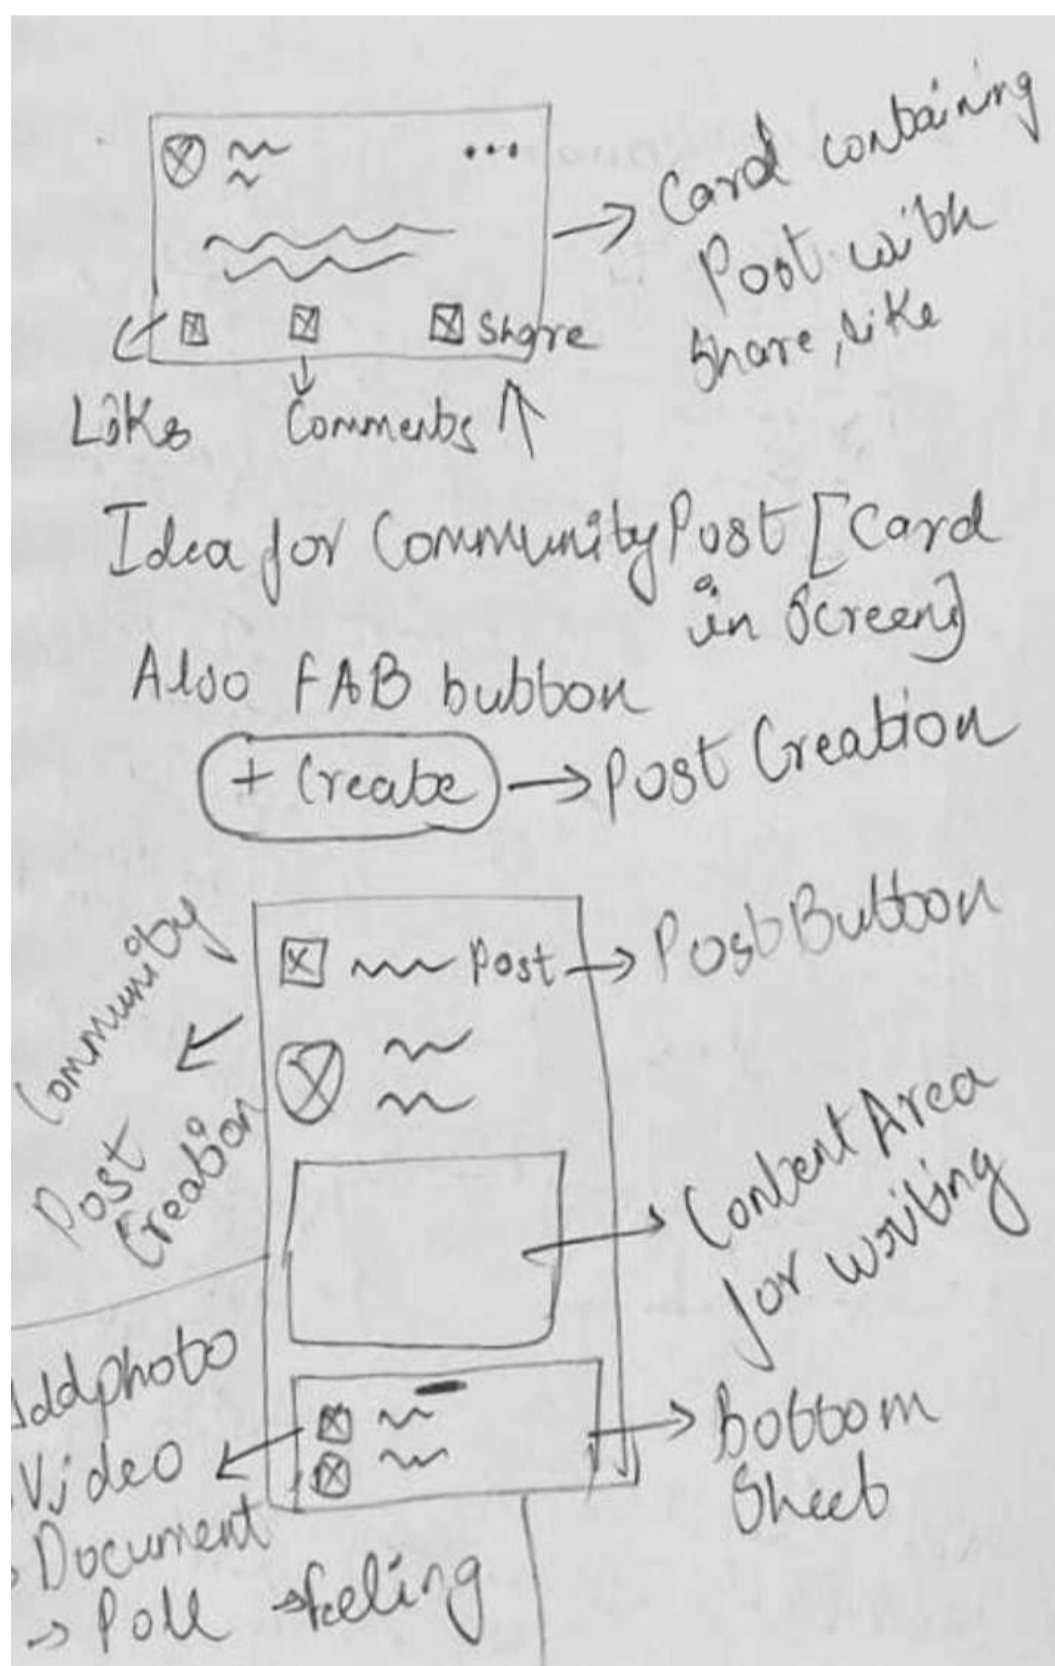 Card containing
Post with
Share, Like
Share
Likes
Comments
Idea for Community Post [Card
in Screen]
Also FAB button
+ Create
Post Creation
Community
Post
Creation
Post
Post Button
Content Area
for writing
Add photo
Video
Document
→ Poll → feeling
Bottom
Sheet